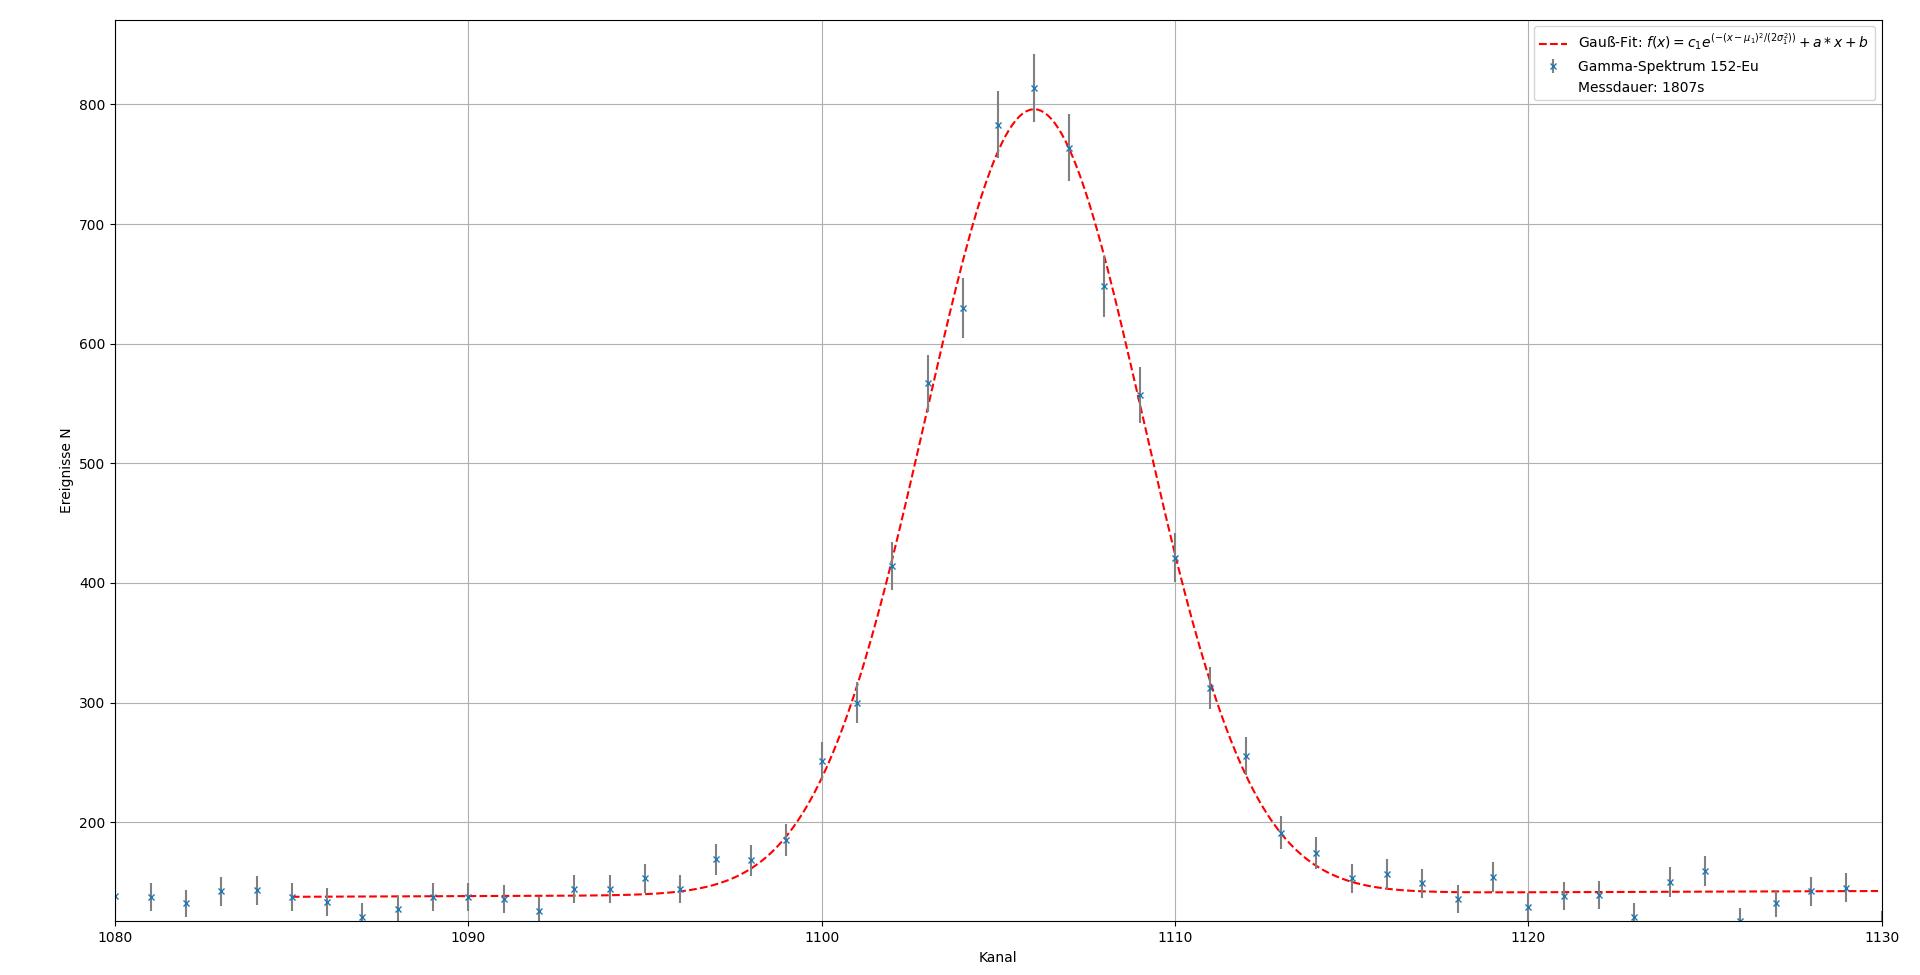 Gauß-Fit: f(x) = c₁e^(−(x−μ₁)²/(2σ₁²)) + a * x + b
Gamma-Spektrum 152-Eu
Messdauer: 1807s
800
700
600
500
400
300
200
Ereignisse N
1080 1090 1100 1110 1120 1130
Kanal